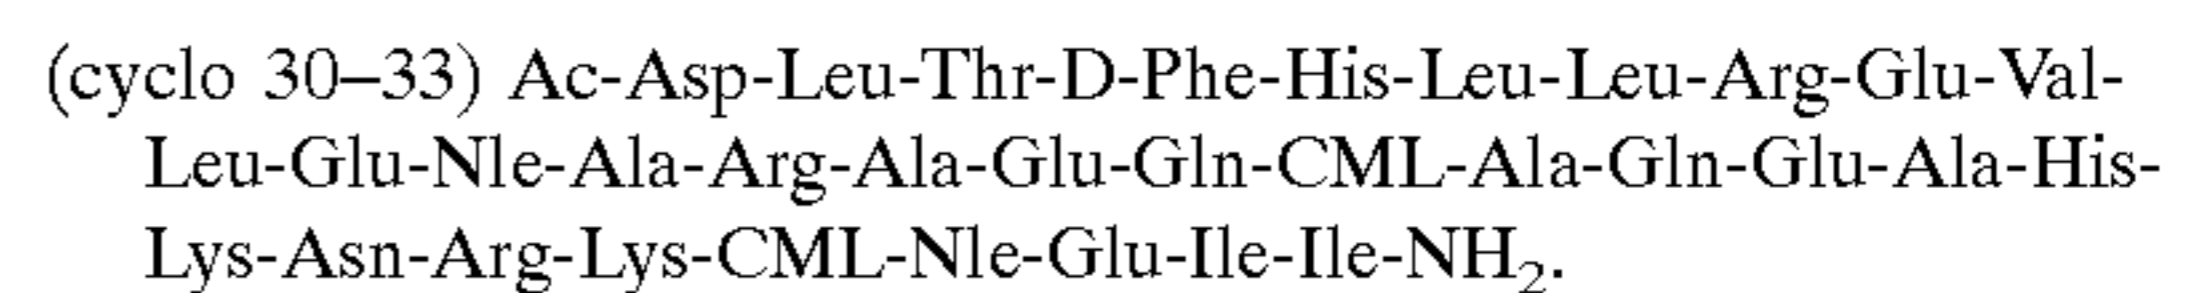 (cyclo 30–33) Ac-Asp-Leu-Thr-D-Phe-His-Leu-Leu-Arg-Glu-Val-
Leu-Glu-Nle-Ala-Arg-Ala-Glu-Gln-CML-Ala-Gln-Glu-Ala-His-
Lys-Asn-Arg-Lys-CML-Nle-Glu-Ile-Ile-NH₂.